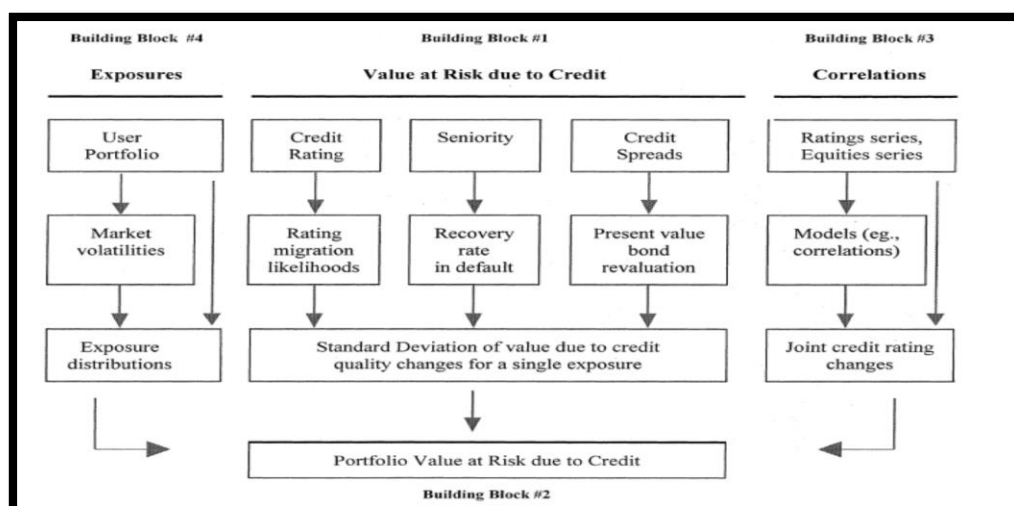 Building Block #4
Building Block #1
Building Block #3
Exposures
Value at Risk due to Credit
Correlations
User
Portfolio
Credit
Rating
Seniority
Credit
Spreads
Ratings series,
Equities series
Market
volatilities
Rating
migration
likelihoods
Recovery
rate
in default
Present value
bond
revaluation
Models (eg.,
correlations)
Exposure
distributions
Standard Deviation of value due to credit
quality changes for a single exposure
Joint credit rating
changes
Portfolio Value at Risk due to Credit
Building Block #2